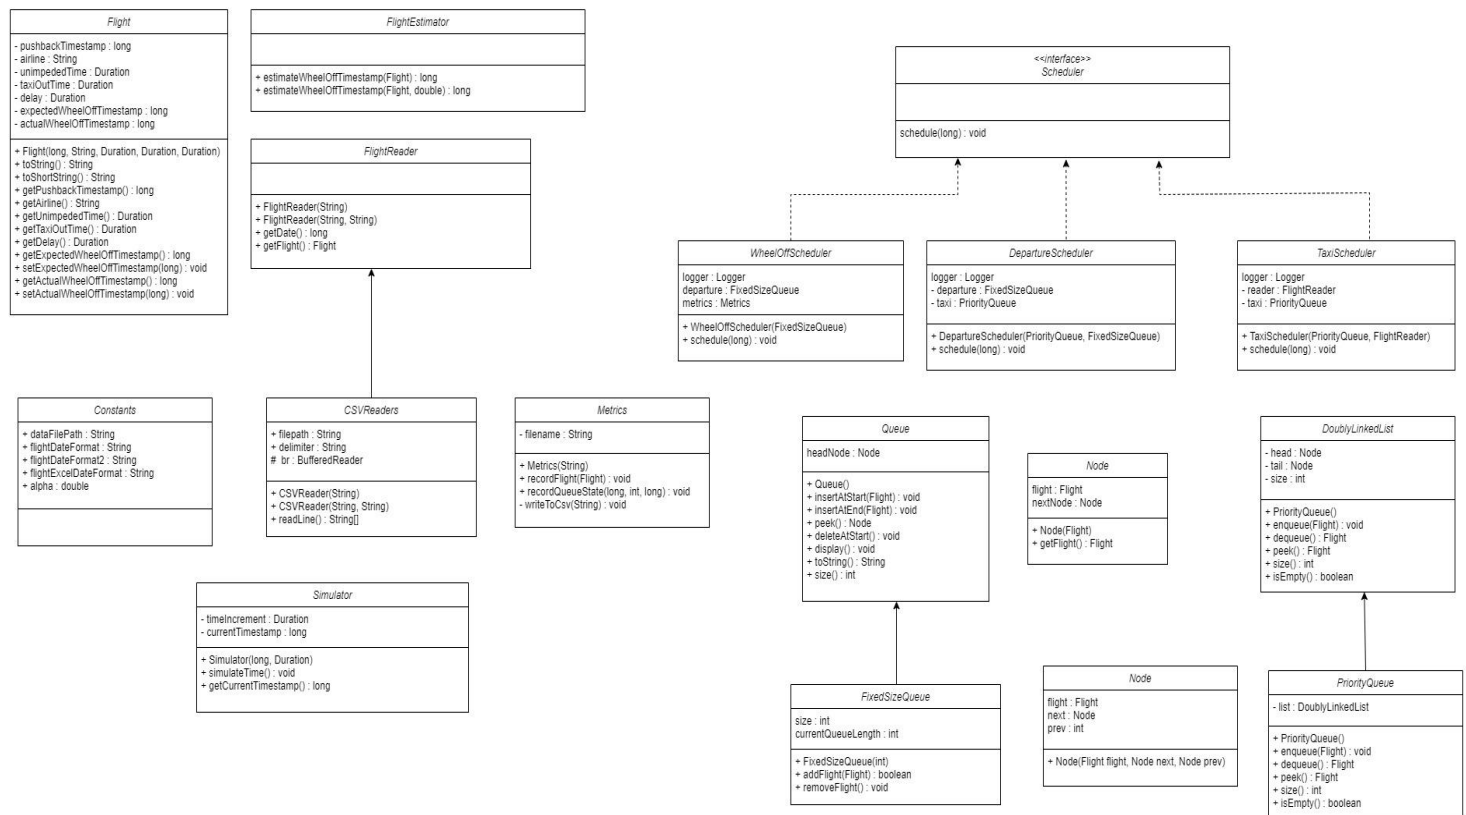 Flight
- pushbackTimestamp : long
- airline : String
- unimpededTime : Duration
- taxiOutTime : Duration
- delay : Duration
- expectedWheelOffTimestamp : long
- actualWheelOffTimestamp : long
+ Flight(long, String, Duration, Duration, Duration)
+ toString() : String
+ toShortString() : String
+ getPushbackTimestamp() : long
+ getAirline() : String
+ getUnimpededTime() : Duration
+ getTaxiOutTime() : Duration
+ getDelay() : Duration
+ getExpectedWheelOffTimestamp() : long
+ setExpectedWheelOffTimestamp(long) : void
+ getActualWheelOffTimestamp() : long
+ setActualWheelOffTimestamp(long) : void
FlightEstimator
+ estimateWheelOffTimestamp(Flight) : long
+ estimateWheelOffTimestamp(Flight, double) : long
FlightReader
+ FlightReader(String)
+ FlightReader(String, String)
+ getDate() : long
+ getFlight() : Flight
<<interface>>
Scheduler
schedule(long) : void
WheelOffScheduler
logger : Logger
departure : FixedSizeQueue
metrics : Metrics
+ WheelOffScheduler(FixedSizeQueue)
+ schedule(long) : void
DepartureScheduler
logger : Logger
- departure : FixedSizeQueue
- taxi : PriorityQueue
+ DepartureScheduler(PriorityQueue, FixedSizeQueue)
+ schedule(long) : void
TaxiScheduler
logger : Logger
- reader : FlightReader
- taxi : PriorityQueue
+ TaxiScheduler(PriorityQueue, FlightReader)
+ schedule(long) : void
Constants
+ dataFilePath : String
+ flightDateFormat : String
+ flightDateFormat2 : String
+ flightExcelDateFormat : String
+ alpha : double
CSVReaders
+ filepath : String
+ delimiter : String
# br : BufferedReader
+ CSVReader(String)
+ CSVReader(String, String)
+ readLine() : String[]
Metrics
- filename : String
+ Metrics(String)
+ recordFlight(Flight) : void
+ recordQueueState(long, int, long) : void
- writeToCsv(String) : void
Queue
headNode : Node
+ Queue()
+ insertAtStart(Flight) : void
+ insertAtEnd(Flight) : void
+ peek() : Node
+ deleteAtStart() : void
+ display() : void
+ toString() : String
+ size() : int
Node
flight : Flight
nextNode : Node
+ Node(Flight)
+ getFlight() : Flight
DoublyLinkedList
- head : Node
- tail : Node
- size : int
+ PriorityQueue()
+ enqueue(Flight) : void
+ dequeue() : Flight
+ peek() : Flight
+ size() : int
+ isEmpty() : boolean
Simulator
- timeIncrement : Duration
- currentTimestamp : long
+ Simulator(long, Duration)
+ simulateTime() : void
+ getCurrentTimestamp() : long
FixedSizeQueue
size : int
currentQueueLength : int
+ FixedSizeQueue(int)
+ addFlight(Flight) : boolean
+ removeFlight() : void
Node
flight : Flight
next : Node
prev : int
+ Node(Flight flight, Node next, Node prev)
PriorityQueue
- list : DoublyLinkedList
+ PriorityQueue()
+ enqueue(Flight) : void
+ dequeue() : Flight
+ peek() : Flight
+ size() : int
+ isEmpty() : boolean